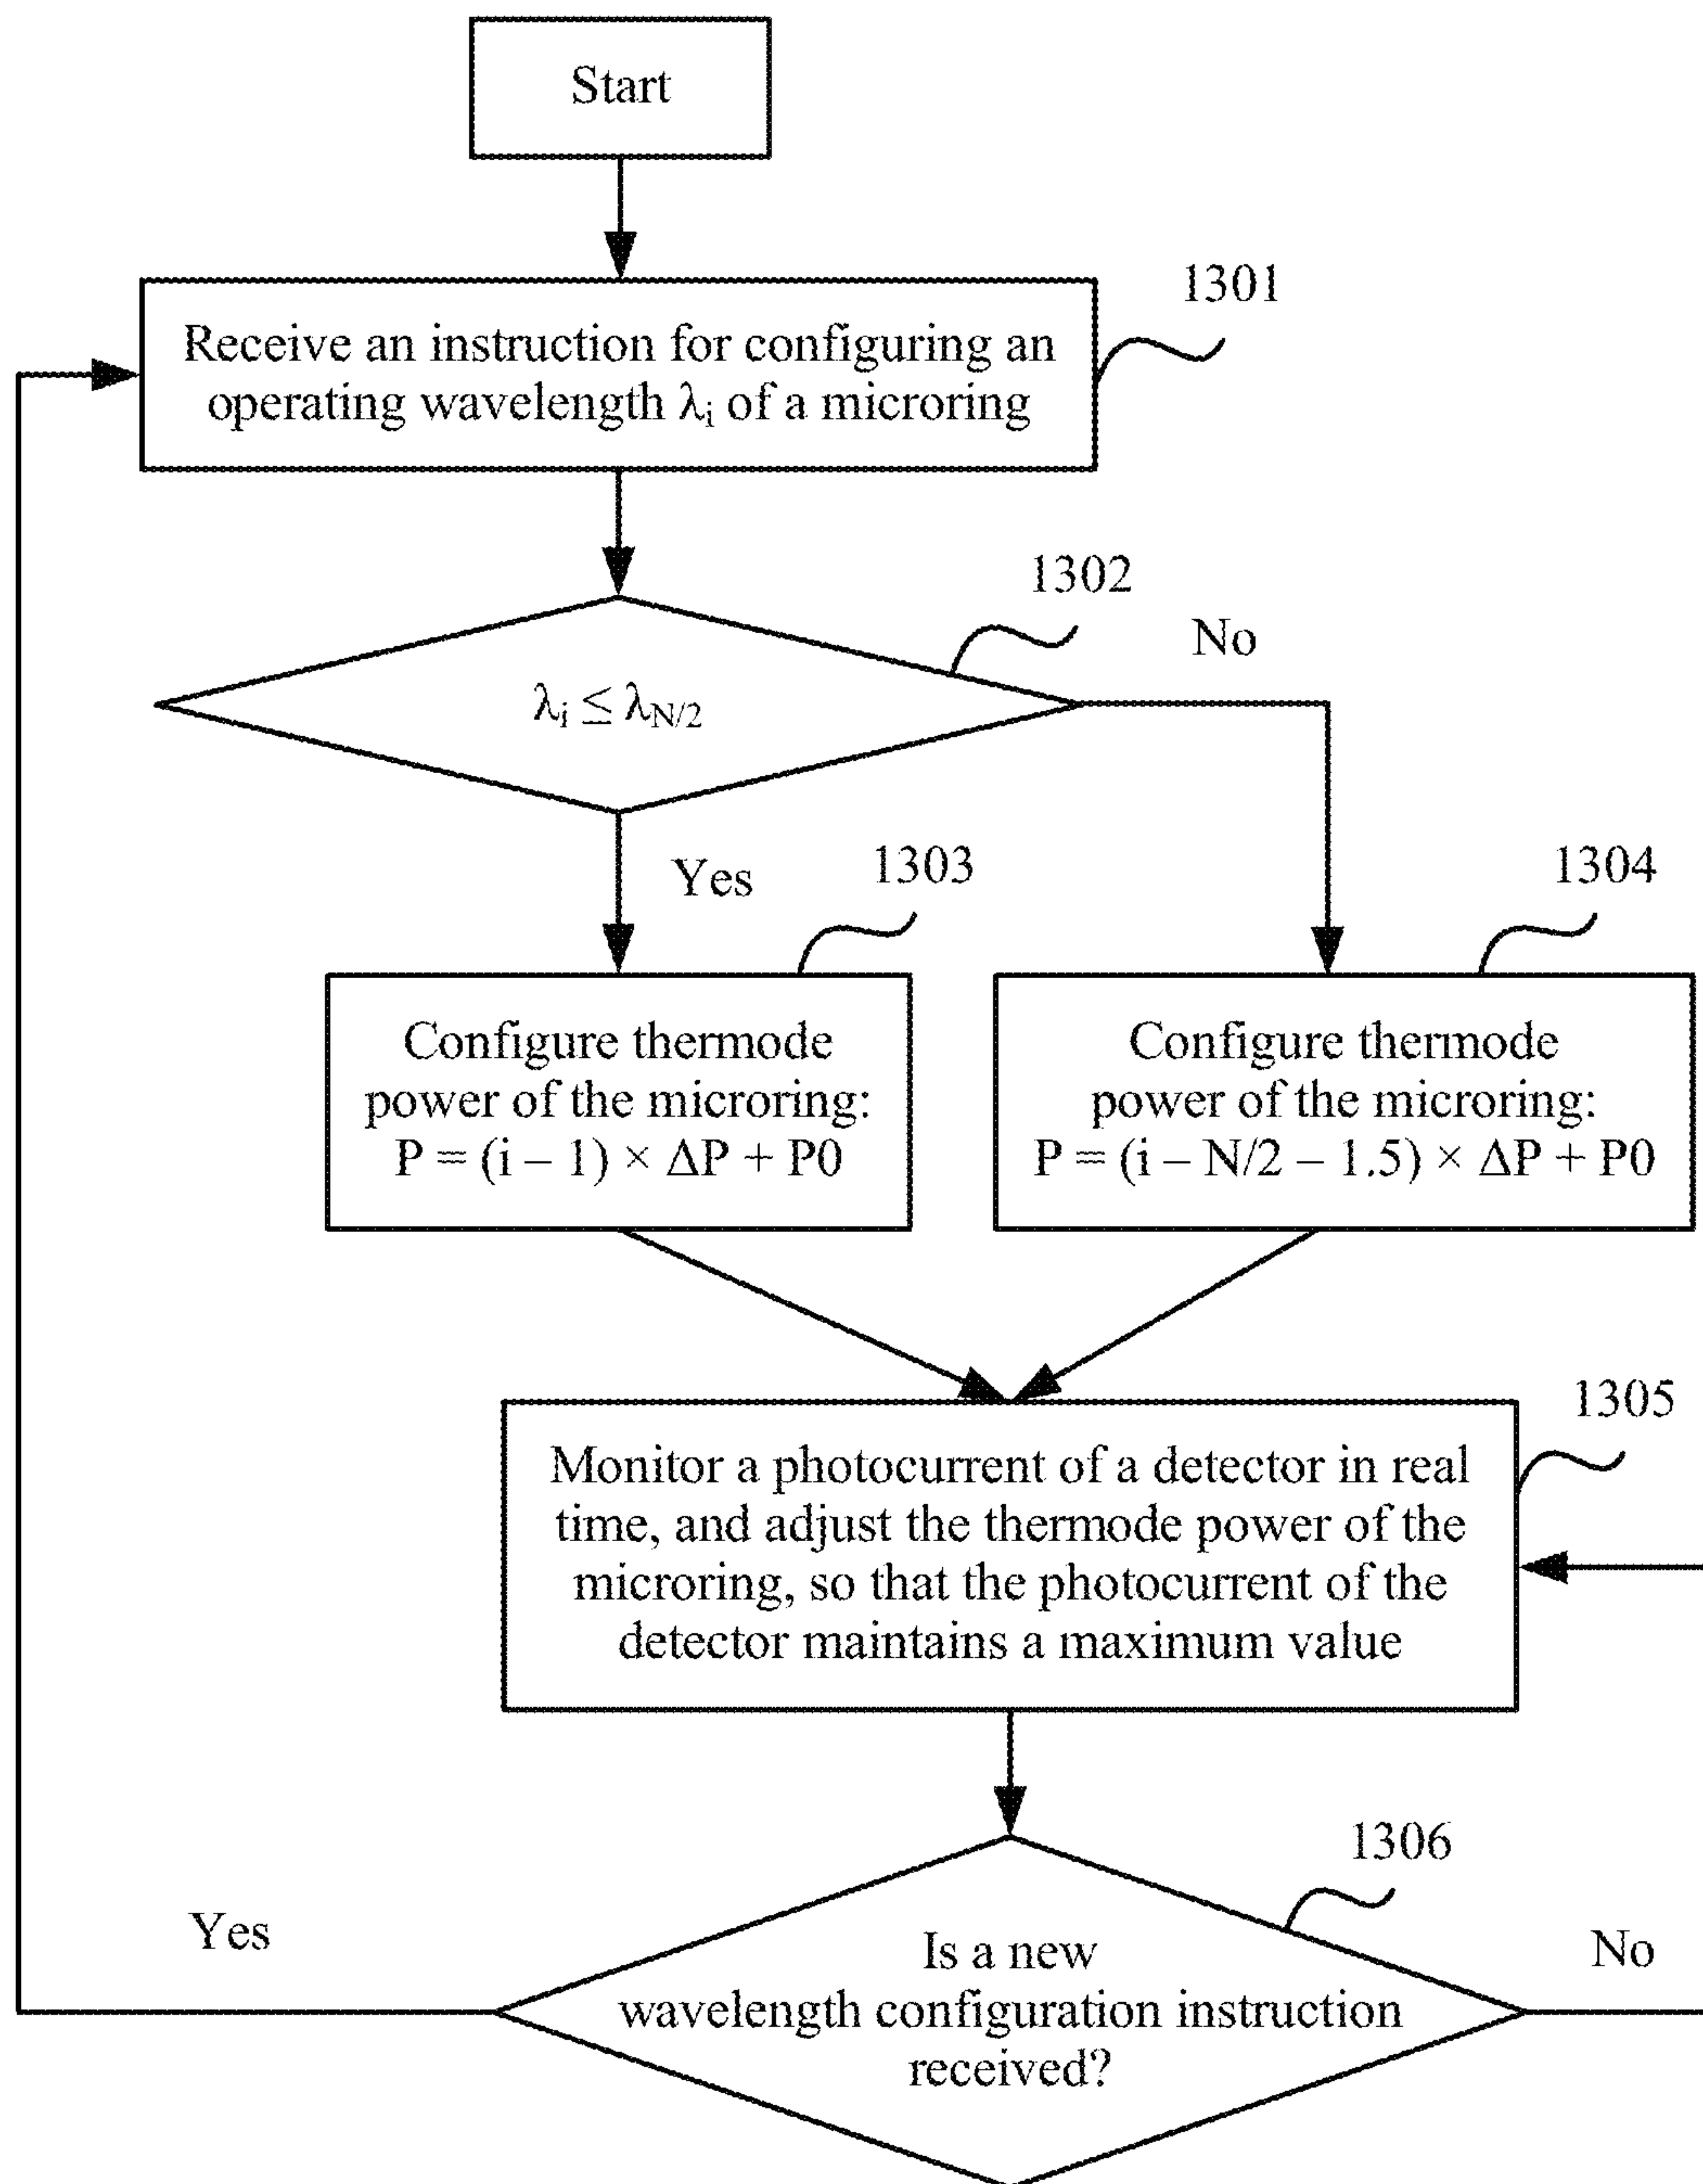 Start
1301
Receive an instruction for configuring an
operating wavelength λi of a microring
1302
No
λi ≤ λN/2
Yes
1303
1304
Configure thermode
power of the microring:
P = (i – 1) × ΔP + P0
Configure thermode
power of the microring:
P = (i – N/2 – 1.5) × ΔP + P0
1305
Monitor a photocurrent of a detector in real
time, and adjust the thermode power of the
microring, so that the photocurrent of the
detector maintains a maximum value
1306
Yes
Is a new
wavelength configuration instruction
received?
No